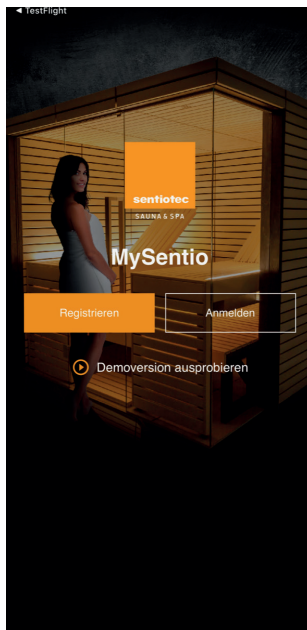 ◄ TestFlight
sentiotec
SAUNA & SPA
MySentio
Registrieren
Anmelden
Demoversion ausprobieren